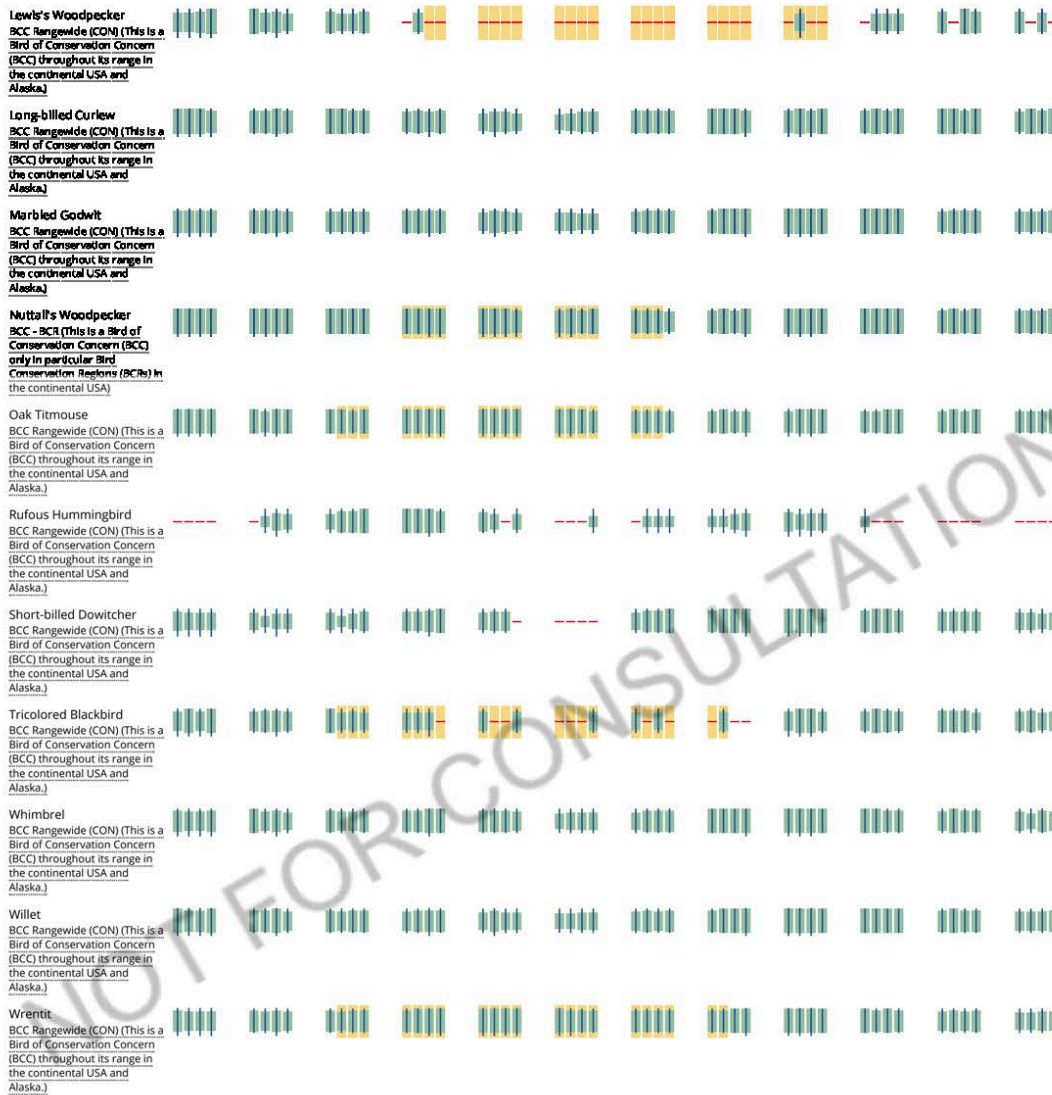 Lewis's Woodpecker
BCC Rangewide (CON) (This is a
Bird of Conservation Concern
(BCC) throughout its range in
the continental USA and
Alaska.)
Long-billed Curlew
BCC Rangewide (CON) (This is a
Bird of Conservation Concern
(BCC) throughout its range in
the continental USA and
Alaska.)
Marbled Godwit
BCC Rangewide (CON) (This is a
Bird of Conservation Concern
(BCC) throughout its range in
the continental USA and
Alaska.)
Nuttall's Woodpecker
BCC - BCR (This is a Bird of
Conservation Concern (BCC)
only in particular Bird
Conservation Regions (BCRs) in
the continental USA)
Oak Titmouse
BCC Rangewide (CON) (This is a
Bird of Conservation Concern
(BCC) throughout its range in
the continental USA and
Alaska.)
Rufous Hummingbird
BCC Rangewide (CON) (This is a
Bird of Conservation Concern
(BCC) throughout its range in
the continental USA and
Alaska.)
Short-billed Dowitcher
BCC Rangewide (CON) (This is a
Bird of Conservation Concern
(BCC) throughout its range in
the continental USA and
Alaska.)
Tricolored Blackbird
BCC Rangewide (CON) (This is a
Bird of Conservation Concern
(BCC) throughout its range in
the continental USA and
Alaska.)
Whimbrel
BCC Rangewide (CON) (This is a
Bird of Conservation Concern
(BCC) throughout its range in
the continental USA and
Alaska.)
Willet
BCC Rangewide (CON) (This is a
Bird of Conservation Concern
(BCC) throughout its range in
the continental USA and
Alaska.)
Wrentit
BCC Rangewide (CON) (This is a
Bird of Conservation Concern
(BCC) throughout its range in
the continental USA and
Alaska.)
NOT FOR CONSULTATION